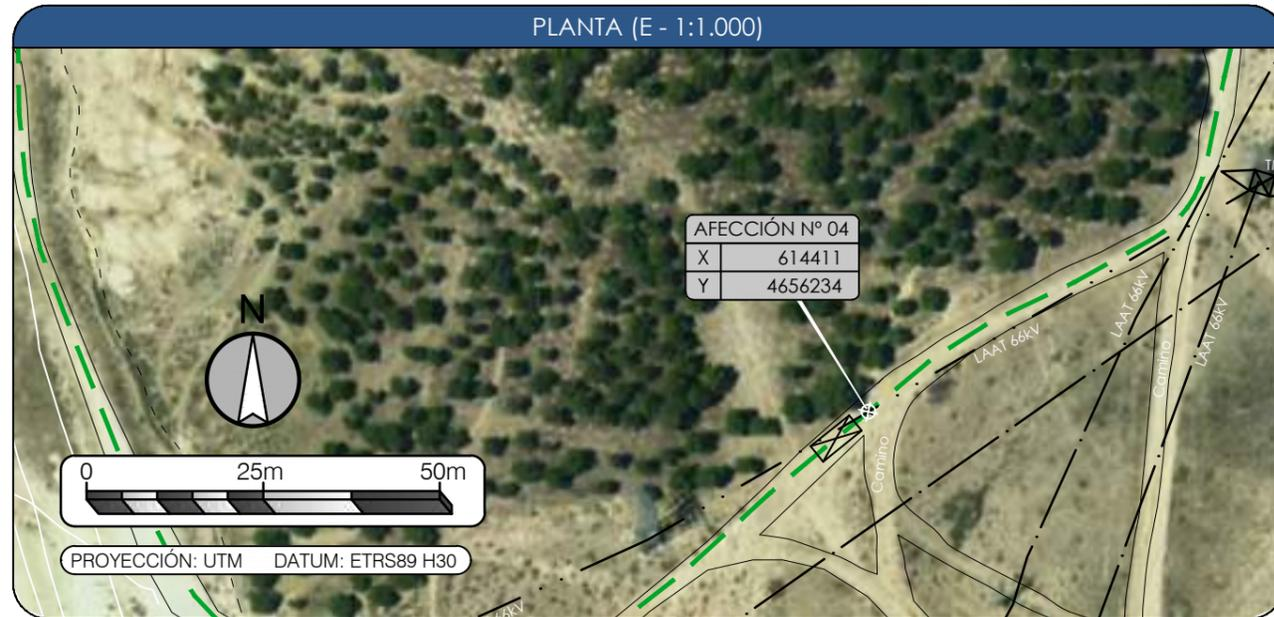 PLANTA (E - 1:1.000)
AFECCIÓN Nº 04
X 614411
Y 4656234
N
0 25m 50m
PROYECCIÓN: UTM DATUM: ETRS89 H30
LAAT 66kV
LAAT 66kV
LAAT 66kV
Camino
Camino